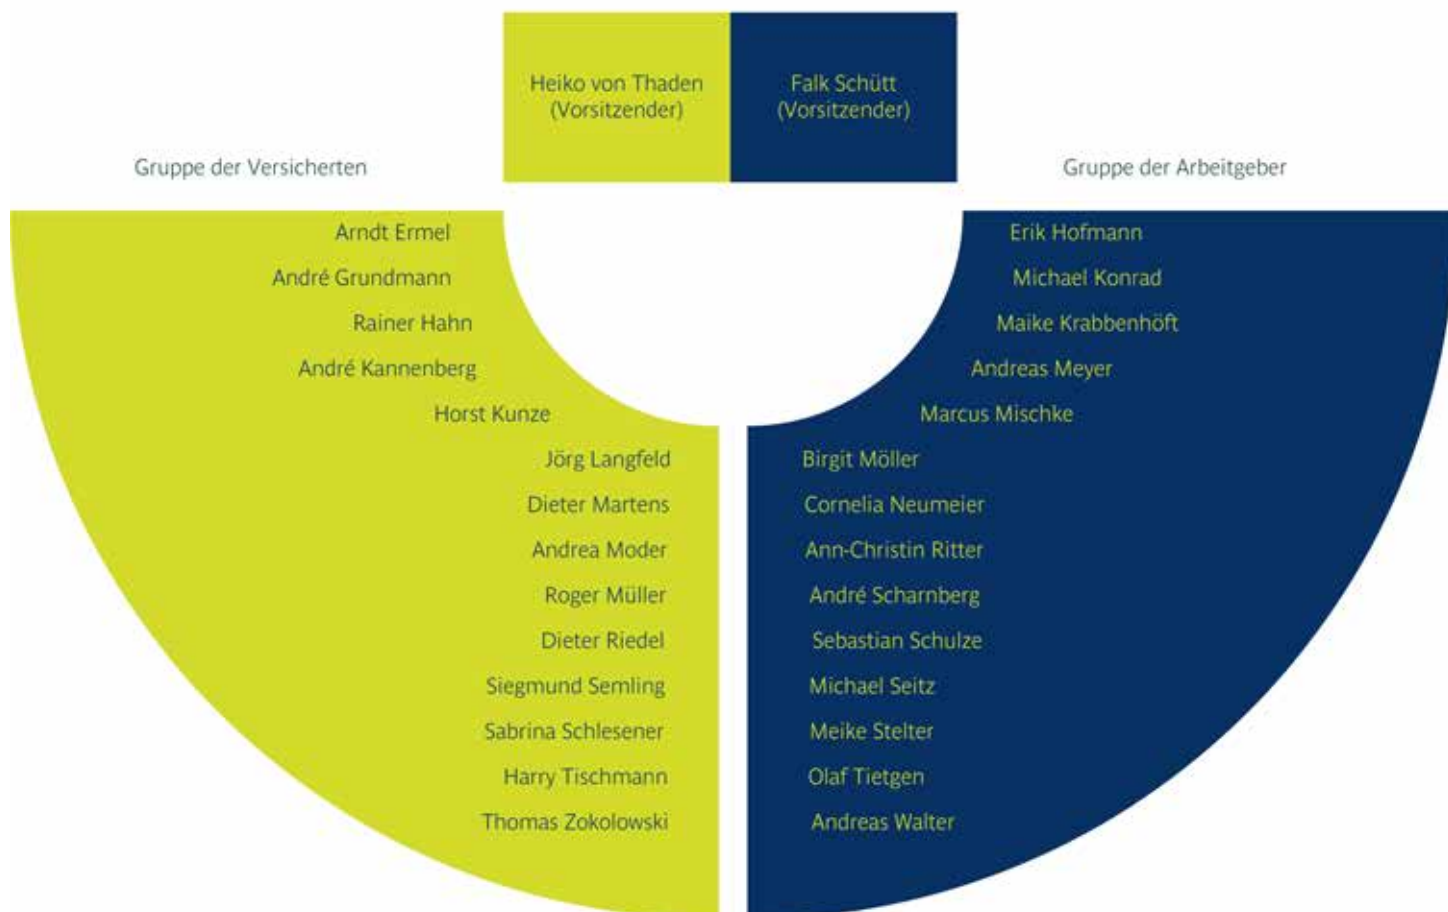 Heiko von Thaden
(Vorsitzender)
Falk Schütt
(Vorsitzender)
Gruppe der Versicherten
Arndt Ermel
André Grundmann
Rainer Hahn
André Kannenberg
Horst Kunze
Jörg Langfeld
Dieter Martens
Andrea Moder
Roger Müller
Dieter Riedel
Siegmund Semling
Sabrina Schlesener
Harry Tischmann
Thomas Zokolowski
Gruppe der Arbeitgeber
Erik Hofmann
Michael Konrad
Maike Krabbenhöft
Andreas Meyer
Marcus Mischke
Birgit Möller
Cornelia Neumeier
Ann-Christin Ritter
André Scharnberg
Sebastian Schulze
Michael Seitz
Meike Stelter
Olaf Tietgen
Andreas Walter